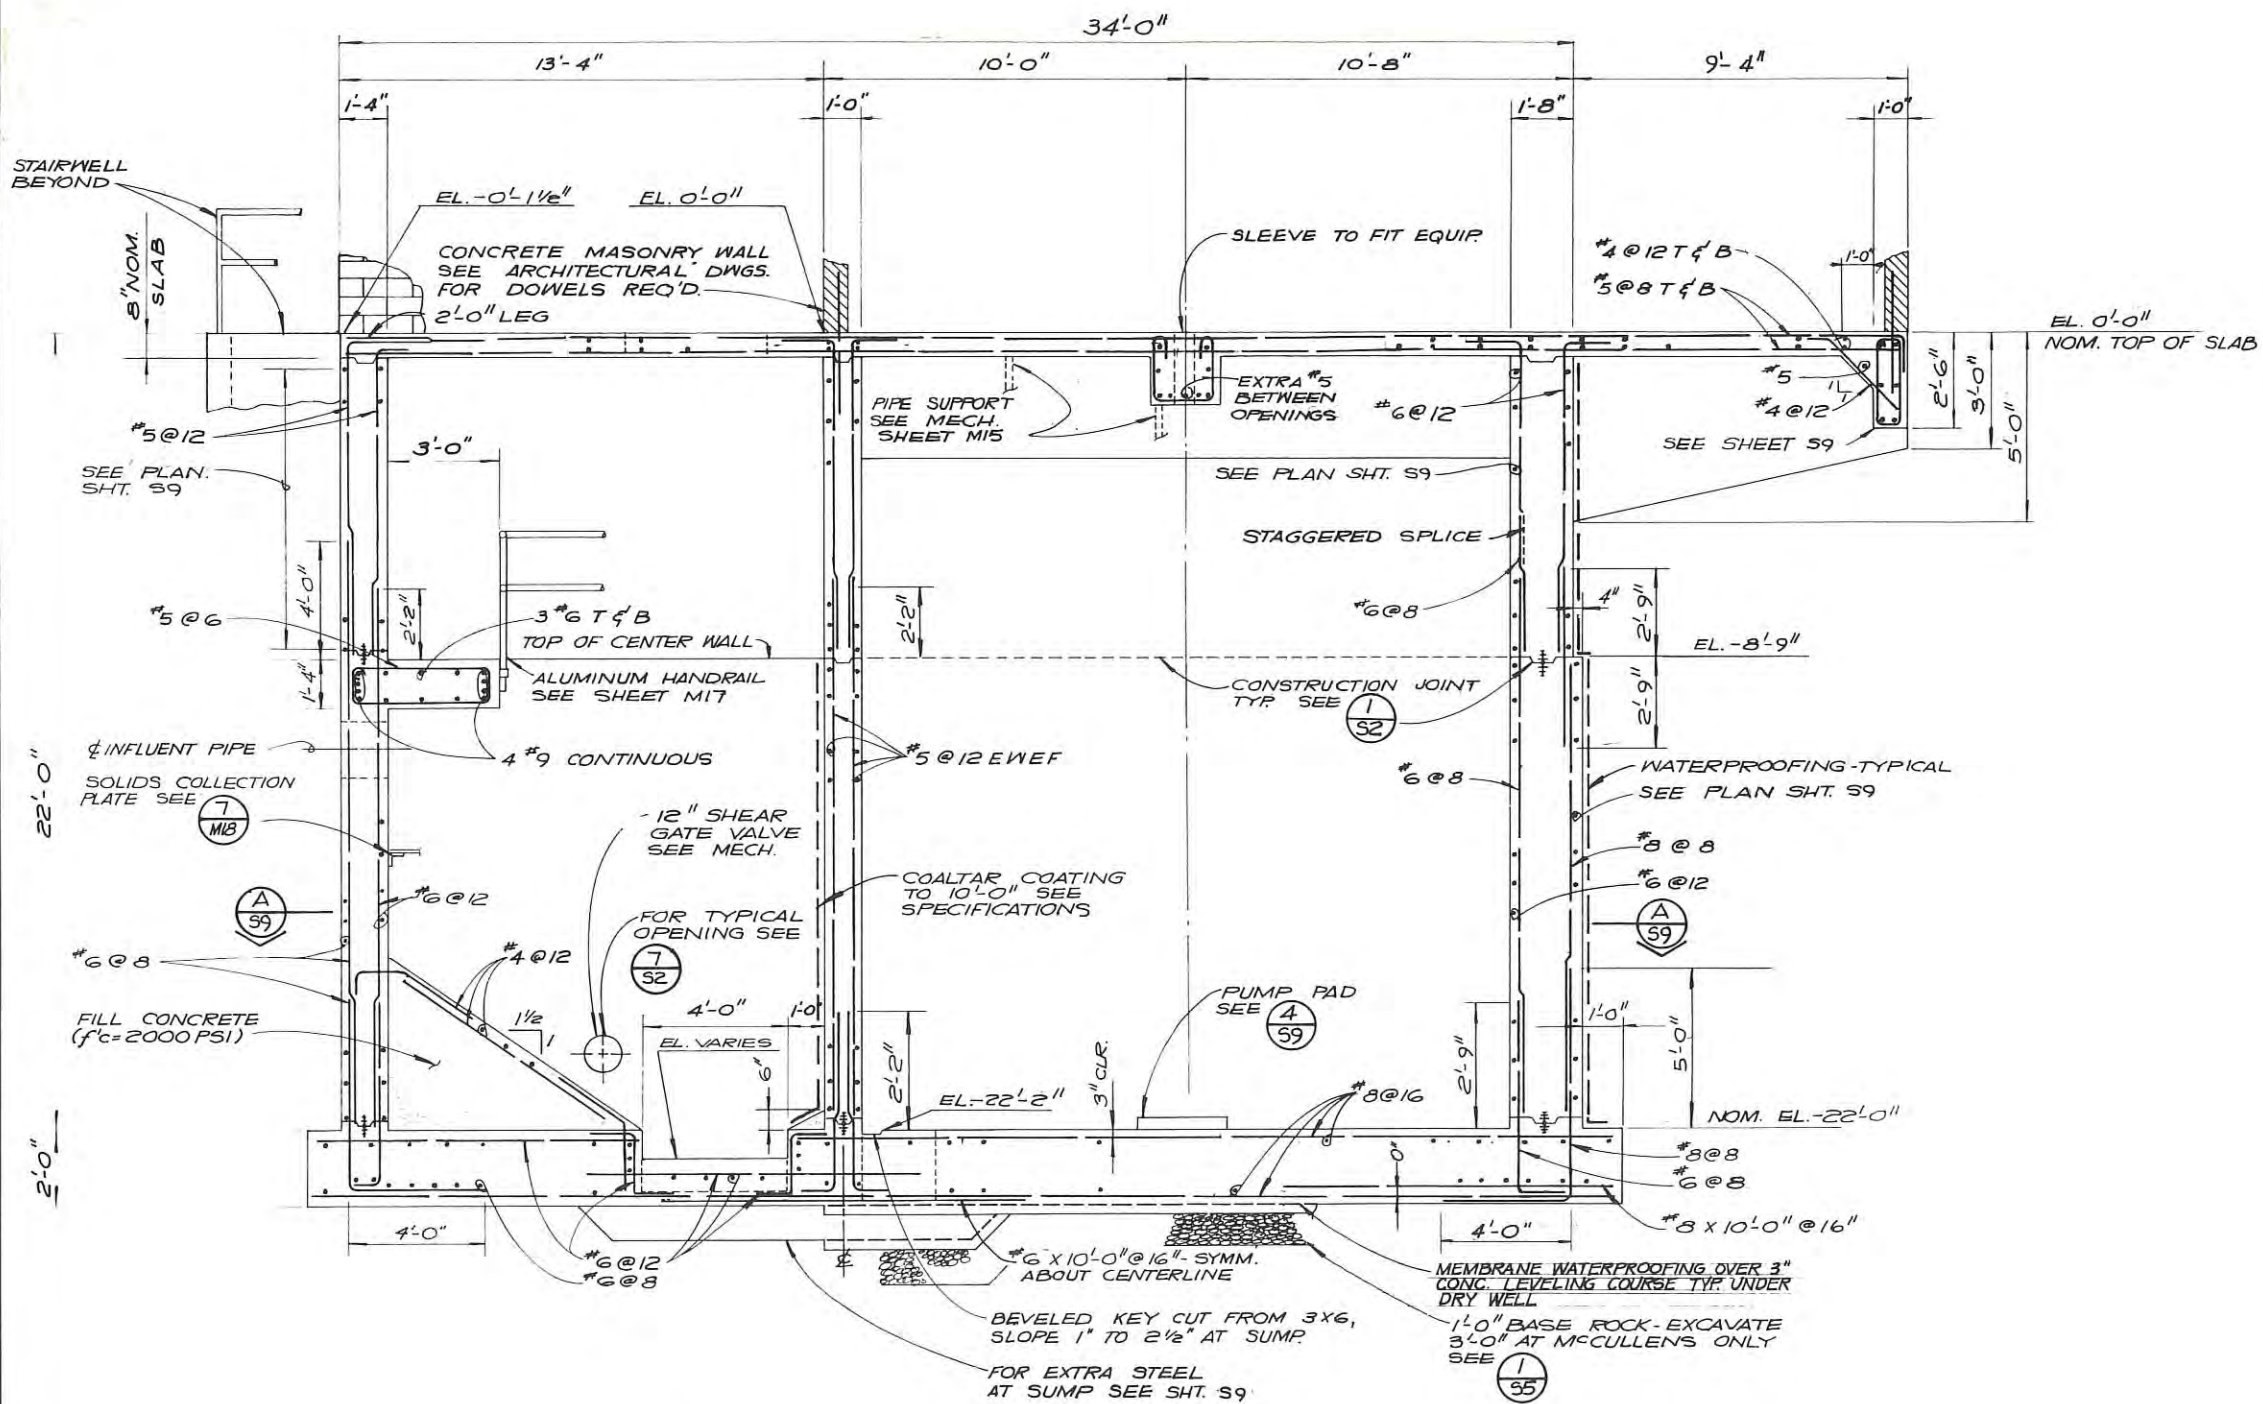 34'-0"
13'-4"
10'-0"
10'-8"
9'-4"
1'-4"
1'-0"
1'-8"
1'-0"
STAIRWELL
BEYOND
8" NOM.
SLAB
EL.-0'-1 1/2"
EL. 0'-0"
CONCRETE MASONRY WALL
SEE ARCHITECTURAL DWGS.
FOR DOWELS REQ'D.
2'-0" LEG
SLEEVE TO FIT EQUIP.
#4@12 T & B
#5@8 T & B
1'-0"
EL. 0'-0"
NOM. TOP OF SLAB
#5
1
1
#4@12
SEE SHEET S9
2'-6"
3'-0"
5'-0"
PIPE SUPPORT
SEE MECH.
SHEET M15
EXTRA #5
BETWEEN
OPENINGS
#6@12
#5@12
SEE PLAN.
SHT. S9
3'-0"
SEE PLAN SHT. S9
STAGGERED SPLICE
#6@8
4'-0"
2'-2"
2'-2"
4"
2'-9"
#5@6
3 #6 T & B
TOP OF CENTER WALL
EL.-8'-9"
1'-4"
ALUMINUM HANDRAIL
SEE SHEET M17
CONSTRUCTION JOINT
TYP. SEE
1
S2
2'-9"
22'-0"
℄ INFLUENT PIPE
4 #9 CONTINUOUS
#5@12 EWEF
#6@8
WATERPROOFING-TYPICAL
SEE PLAN SHT. S9
SOLIDS COLLECTION
PLATE SEE
7
M18
12" SHEAR
GATE VALVE
SEE MECH.
#8@8
#6@12
A
S9
#6@12
COALTAR COATING
TO 10'-0" SEE
SPECIFICATIONS
A
S9
FOR TYPICAL
OPENING SEE
7
S2
#6@8
#4@12
1 1/2
1
FILL CONCRETE
(f'c=2000 PSI)
4'-0"
1'-0"
EL. VARIES
6"
2'-2"
EL.-22'-2"
3" CLR.
PUMP PAD
SEE
4
S9
#8@16
2'-9"
1'-0"
5'-0"
NOM. EL.-22'-0"
2'-0"
#8@8
#6@8
#8 X 10'-0" @16"
4'-0"
4'-0"
#6@12
#6@8
℄
#6 X 10'-0"@16"-SYMM.
ABOUT CENTERLINE
MEMBRANE WATERPROOFING OVER 3"
CONC. LEVELING COURSE TYP. UNDER
DRY WELL
BEVELED KEY CUT FROM 3X6,
SLOPE 1" TO 2 1/2" AT SUMP.
1'-0" BASE ROCK-EXCAVATE
3'-0" AT McCULLENS ONLY
SEE
1
S5
FOR EXTRA STEEL
AT SUMP SEE SHT. S9